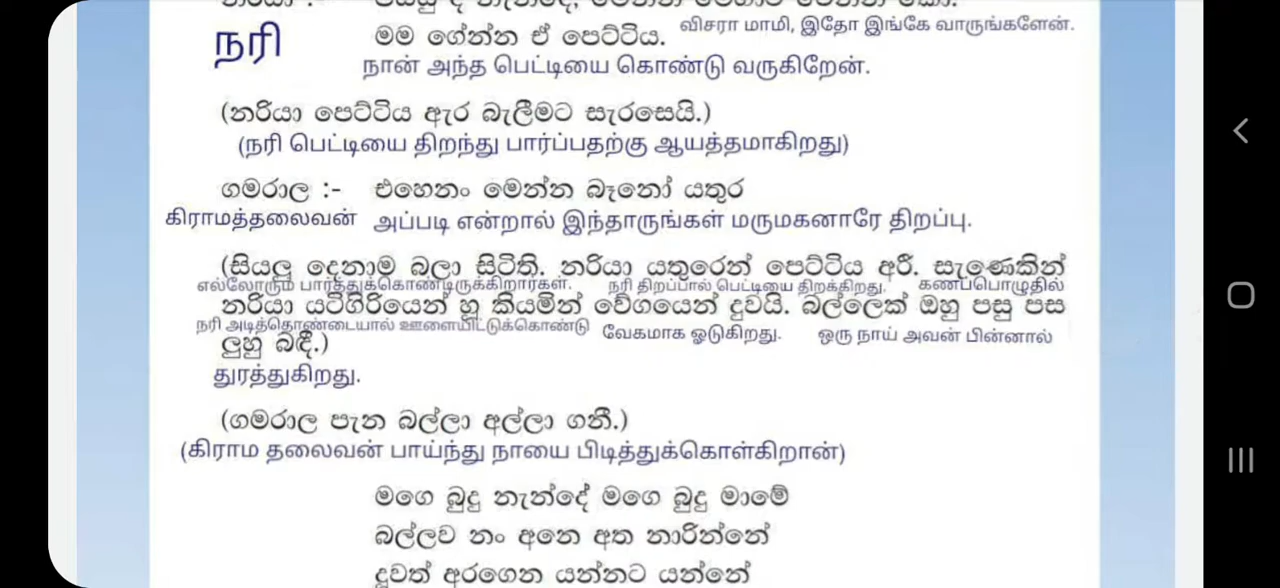 නරියා :-
නරි මම ගේන්න ඒ පෙට්ටිය. விசரா மாமி, இதோ இங்கே வாருங்களேன்.
நரி
நான் அந்த பெட்டியை கொண்டு வருகிறேன்.
(නරියා පෙට්ටිය ඇර බැලීමට සැරසෙයි.)
(நரி பெட்டியை திறந்து பார்ப்பதற்கு ஆயத்தமாகிறது)
ගමරාල :- එහෙනං මෙන්න බෑනෝ යතුර
கிராமத்தலைவன் அப்படி என்றால் இந்தாருங்கள் மருமகனாரே திறப்பு.
(සියලු දෙනාම බලා සිටිති. නරියා යතුරෙන් පෙට්ටිය අරී. සැණෙකින්
எல்லோரும் பார்த்துக்கொண்டிருக்கிறார்கள். நரி திறப்பால் பெட்டியை திறக்கிறது, கணப்பொழுதில்
නරියා යටිගිරියෙන් හූ කියමින් වේගයෙන් දුවයි. බල්ලෙක් ඔහු පසු පස
நரி அடித்தொண்டையால் ஊளையிட்டுக்கொண்டு வேகமாக ஓடுகிறது. ஒரு நாய் அவன் பின்னால்
ලුහු බඳී.)
துரத்துகிறது.
(ගමරාල පැන බල්ලා අල්ලා ගනී.)
(கிராம தலைவன் பாய்ந்து நாயை பிடித்துக்கொள்கிறான்)
මගෙ බුදු නැන්දේ මගෙ බුදු මාමේ
බල්ලව නං අනෙ අත නාරින්නේ
දුවත් අරගෙන යන්නට යන්නේ